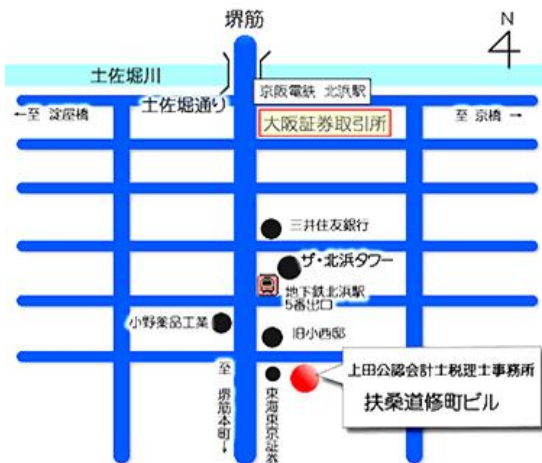 堺筋
N
土佐堀川
京阪電鉄 北浜駅
土佐堀通り
←至 淀屋橋
大阪証券取引所
至 京橋→
三井住友銀行
ザ・北浜タワー
地下鉄北浜駅
5番出口
小野薬品工業
旧小西邸
上田公認会計士税理士事務所
扶桑道修町ビル
至 堺筋本町→
東海東京証券